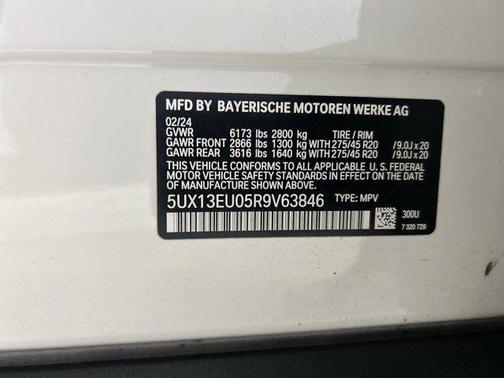 MFD BY BAYERISCHE MOTOREN WERKE AG
02/24
GVWR 6173 lbs 2800 kg TIRE / RIM
GAWR FRONT 2866 lbs 1300 kg WITH 275/45 R20 / 9.0J x 20
GAWR REAR 3616 lbs 1640 kg WITH 275/45 R20 / 9.0J x 20
THIS VEHICLE CONFORMS TO ALL APPLICABLE U. S. FEDERAL
MOTOR VEHICLE SAFETY STANDARDS IN
EFFECT ON THE DATE OF MANUFACTURE SHOWN ABOVE.
5UX13EU05R9V63846 TYPE: MPV
300U
7 320 729